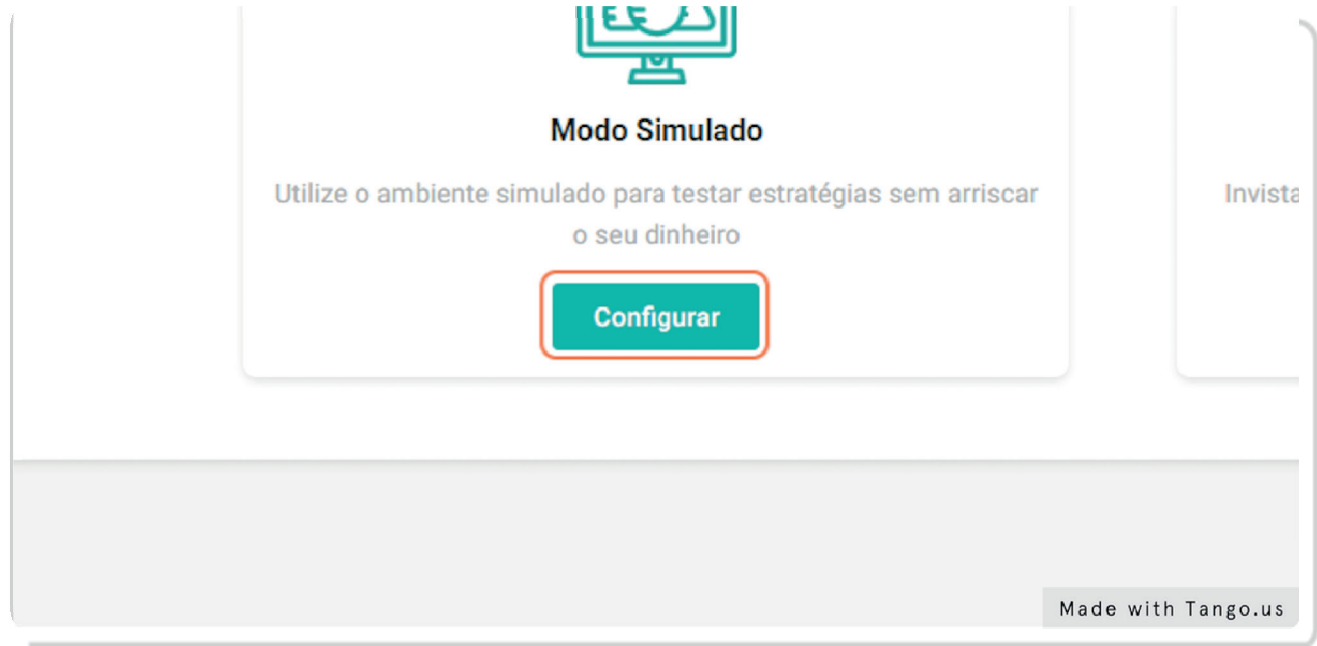 Modo Simulado
Utilize o ambiente simulado para testar estratégias sem arriscar
o seu dinheiro
Invista
Configurar
Made with Tango.us